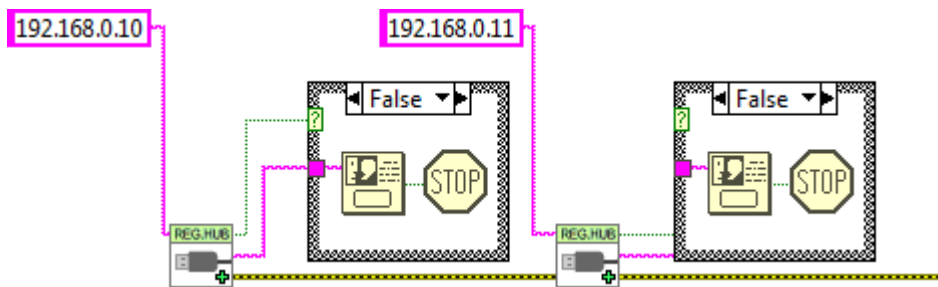 192.168.0.10
192.168.0.11
False
False
?
?
STOP
STOP
REG.HUB
REG.HUB